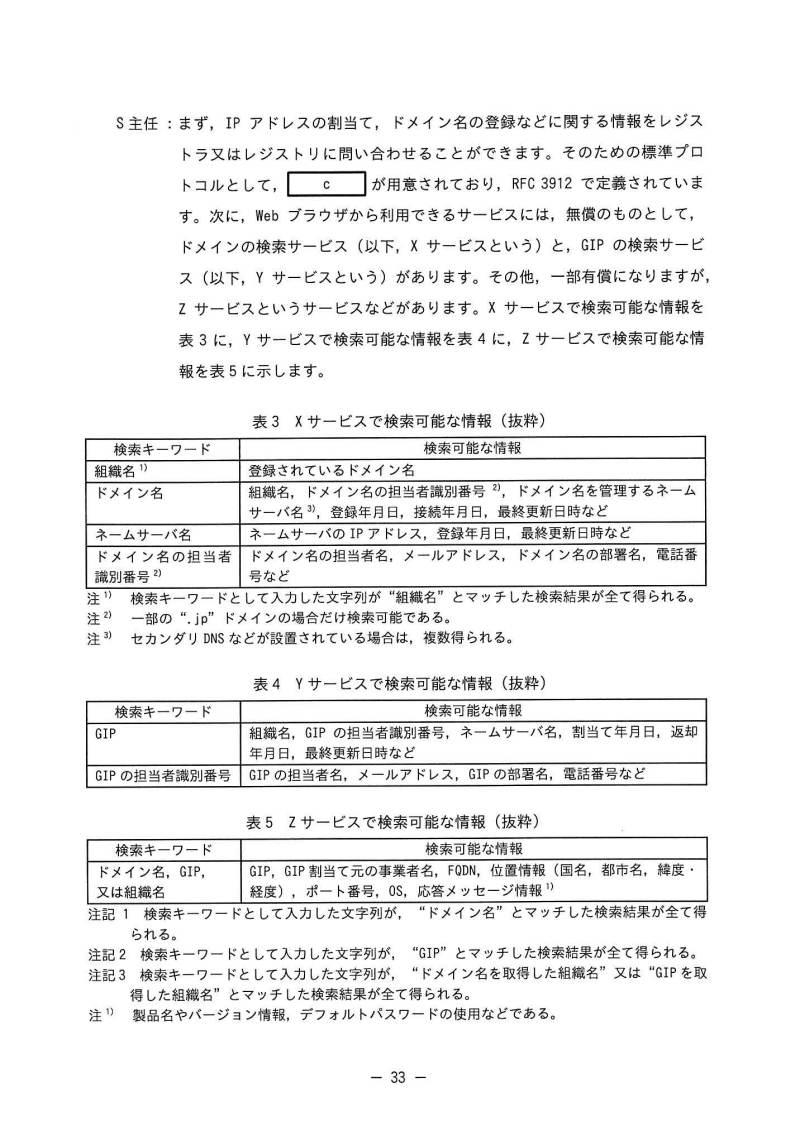 S主任：まず，IP アドレスの割当て，ドメイン名の登録などに関する情報をレジス
トラ又はレジストリに問い合わせることができます。そのための標準プロ
トコルとして， c が用意されており，RFC 3912 で定義されていま
す。次に，Web ブラウザから利用できるサービスには，無償のものとして，
ドメインの検索サービス（以下，X サービスという）と，GIP の検索サービ
ス（以下，Y サービスという）があります。その他，一部有償になりますが，
Z サービスというサービスなどがあります。X サービスで検索可能な情報を
表 3 に，Y サービスで検索可能な情報を表 4 に，Z サービスで検索可能な情
報を表 5 に示します。
表3　X サービスで検索可能な情報（抜粋）
検索キーワード　検索可能な情報
組織名 1)　登録されているドメイン名
ドメイン名　組織名，ドメイン名の担当者識別番号 2)，ドメイン名を管理するネーム
サーバ名 3)，登録年月日，接続年月日，最終更新日時など
ネームサーバ名　ネームサーバの IP アドレス，登録年月日，最終更新日時など
ドメイン名の担当者　ドメイン名の担当者名，メールアドレス，ドメイン名の部署名，電話番
識別番号 2)　号など
注 1)　検索キーワードとして入力した文字列が“組織名”とマッチした検索結果が全て得られる。
注 2)　一部の“.jp”ドメインの場合だけ検索可能である。
注 3)　セカンダリ DNS などが設置されている場合は，複数得られる。
表4　Y サービスで検索可能な情報（抜粋）
検索キーワード　検索可能な情報
GIP　組織名，GIP の担当者識別番号，ネームサーバ名，割当て年月日，返却
年月日，最終更新日時など
GIP の担当者識別番号　GIP の担当者名，メールアドレス，GIP の部署名，電話番号など
表5　Z サービスで検索可能な情報（抜粋）
検索キーワード　検索可能な情報
ドメイン名，GIP，　GIP，GIP 割当て元の事業者名，FQDN，位置情報（国名，都市名，緯度・
又は組織名　経度），ポート番号，OS，応答メッセージ情報 1)
注記 1　検索キーワードとして入力した文字列が，“ドメイン名”とマッチした検索結果が全て得
られる。
注記 2　検索キーワードとして入力した文字列が，“GIP”とマッチした検索結果が全て得られる。
注記 3　検索キーワードとして入力した文字列が，“ドメイン名を取得した組織名”又は“GIP を取
得した組織名”とマッチした検索結果が全て得られる。
注 1)　製品名やバージョン情報，デフォルトパスワードの使用などである。
－ 33 －